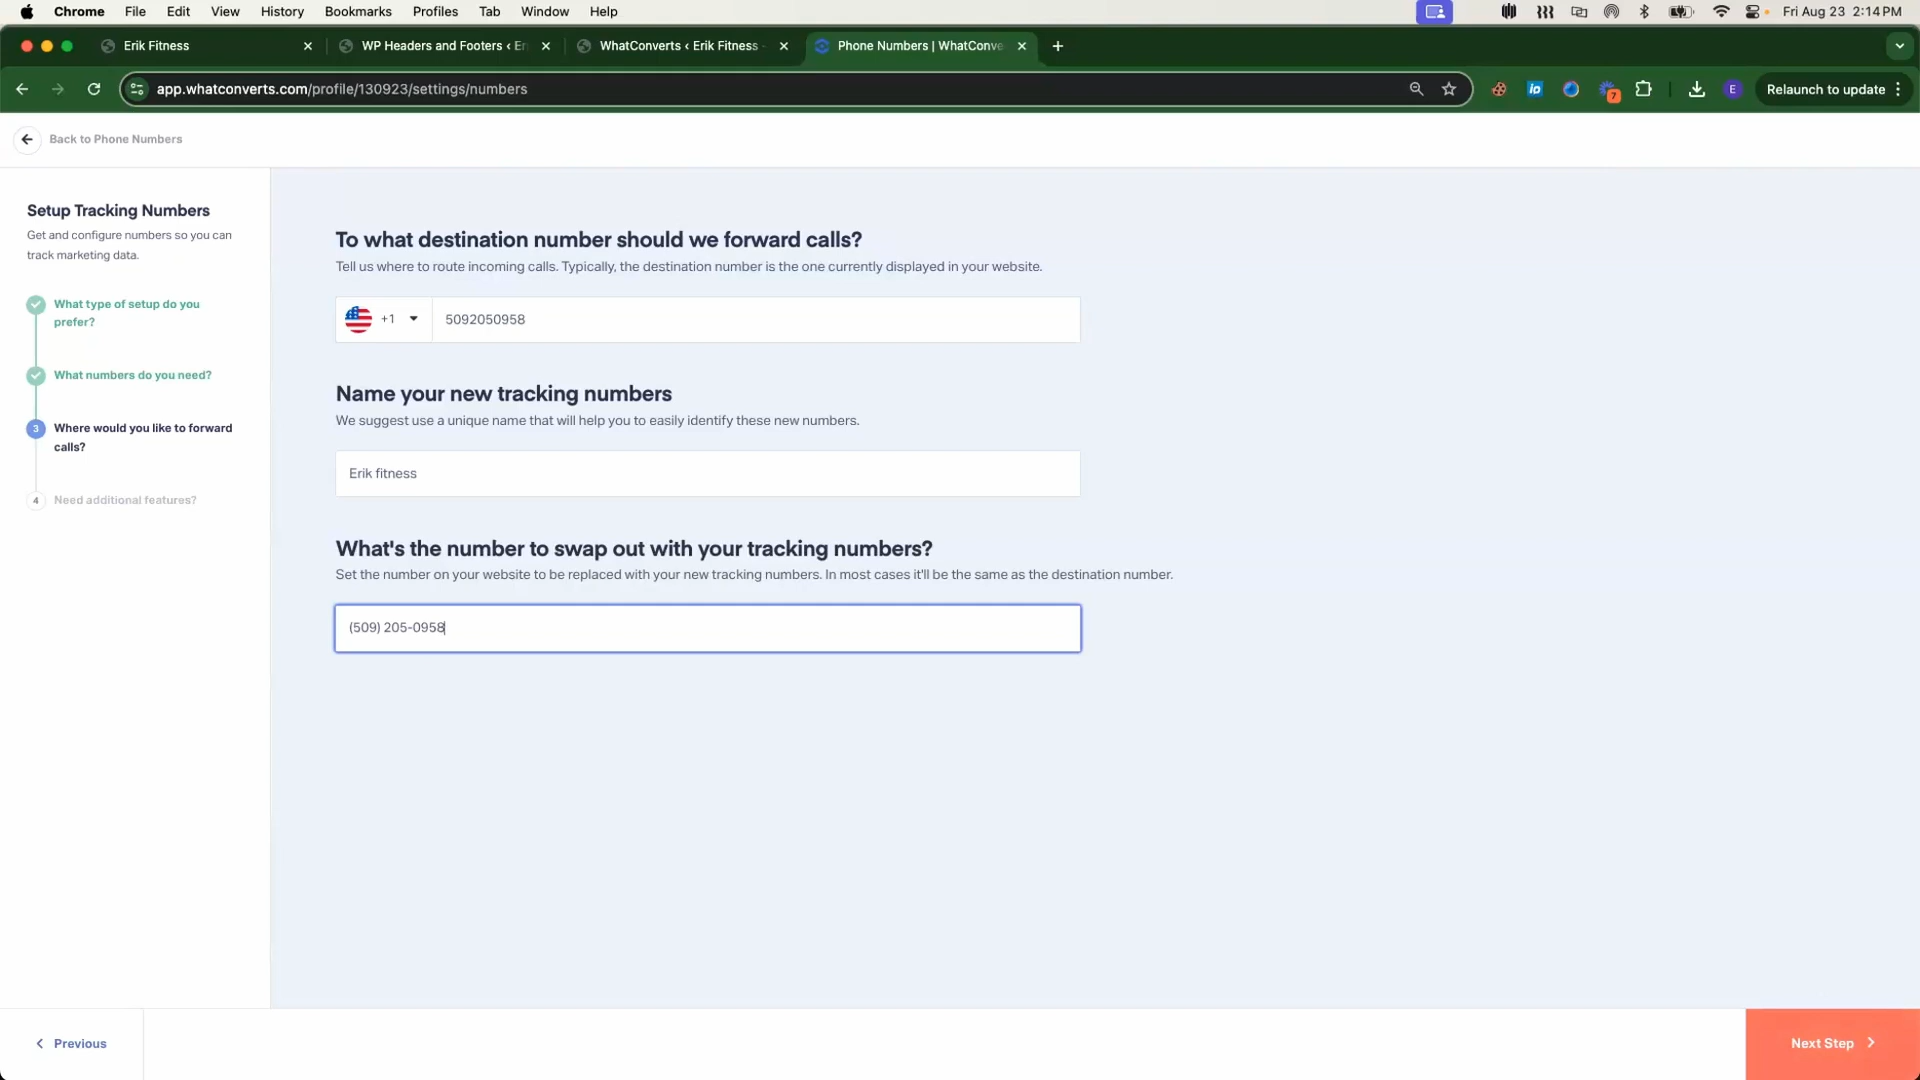 Chrome File Edit View History Bookmarks Profiles Tab Window Help Fri Aug 23 2:14 PM
Erik Fitness WP Headers and Footers ‹ Er WhatConverts ‹ Erik Fitness - Phone Numbers | WhatConve
app.whatconverts.com/profile/130923/settings/numbers 7 E Relaunch to update
Back to Phone Numbers
Setup Tracking Numbers
Get and configure numbers so you can
track marketing data.
What type of setup do you
prefer?
What numbers do you need?
3 Where would you like to forward
calls?
4 Need additional features?
To what destination number should we forward calls?
Tell us where to route incoming calls. Typically, the destination number is the one currently displayed in your website.
+1 5092050958
Name your new tracking numbers
We suggest use a unique name that will help you to easily identify these new numbers.
Erik fitness
What's the number to swap out with your tracking numbers?
Set the number on your website to be replaced with your new tracking numbers. In most cases it'll be the same as the destination number.
(509) 205-0958
Previous
Next Step